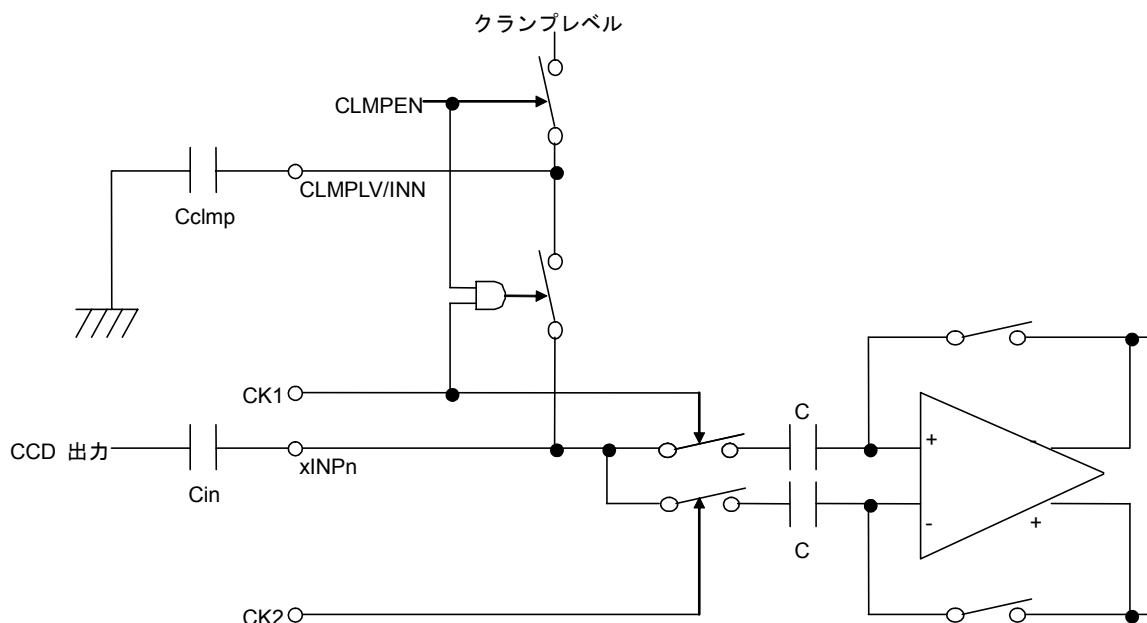 クランプレベル
CLMPEN
CLMPLV/INN
Cclmp
CK1
C
CCD 出力
xINPn
Cin
+
-
-
+
C
CK2